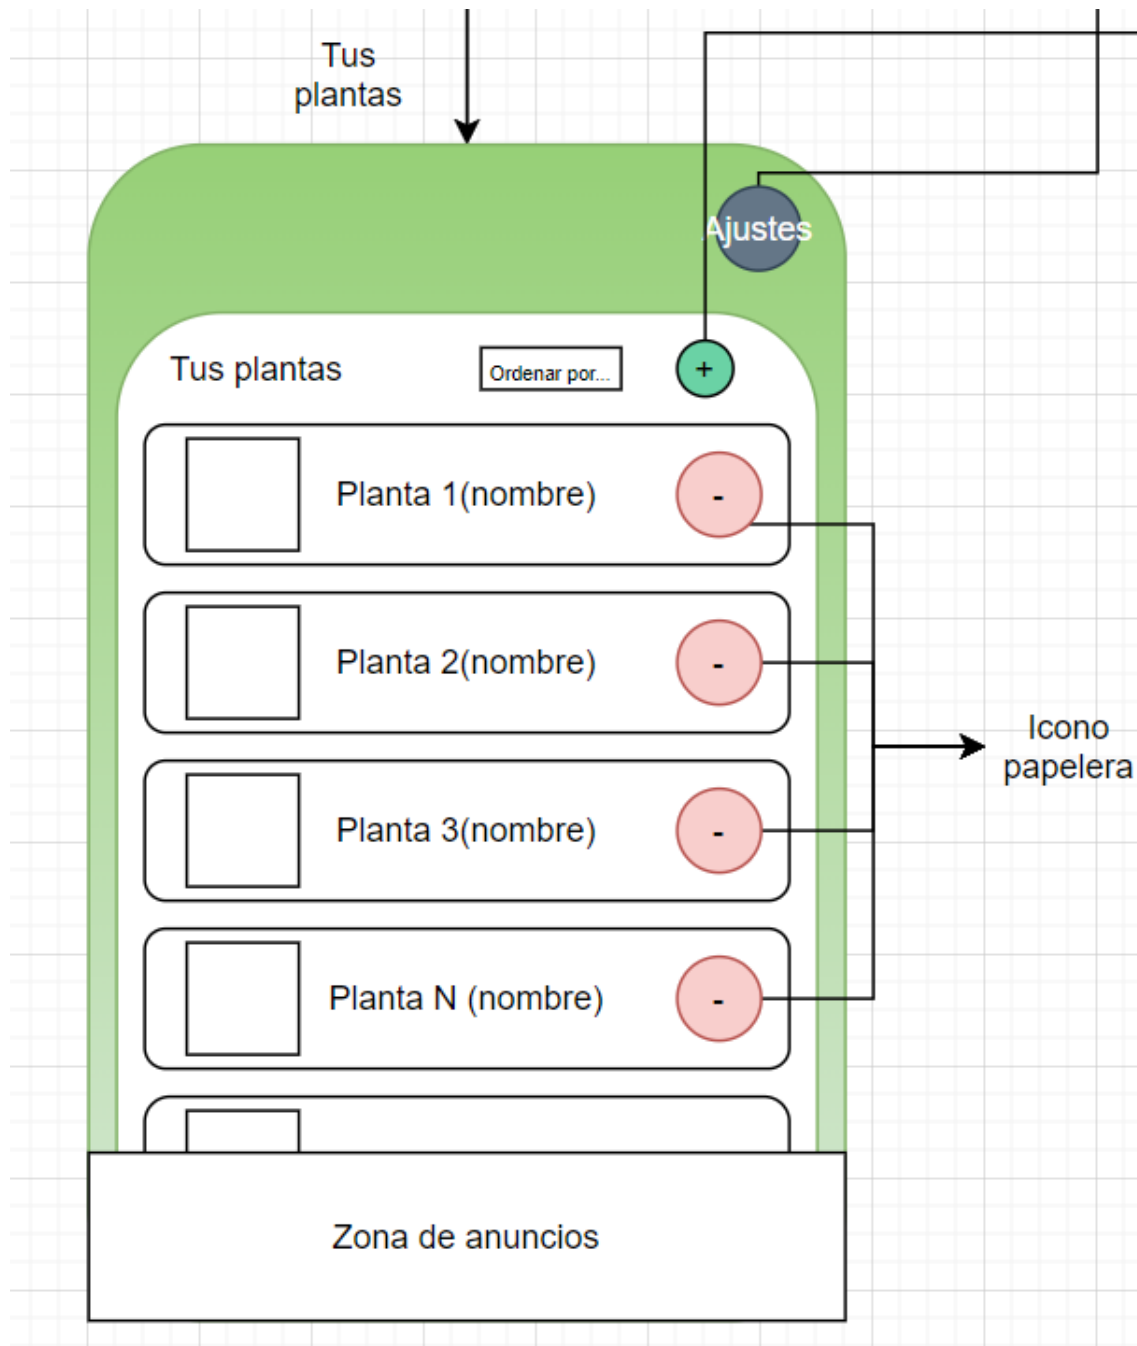 Tus
plantas
Ajustes
Tus plantas
Ordenar por...
+
Planta 1(nombre)
-
Planta 2(nombre)
-
Icono
papelera
Planta 3(nombre)
-
Planta N (nombre)
-
Zona de anuncios